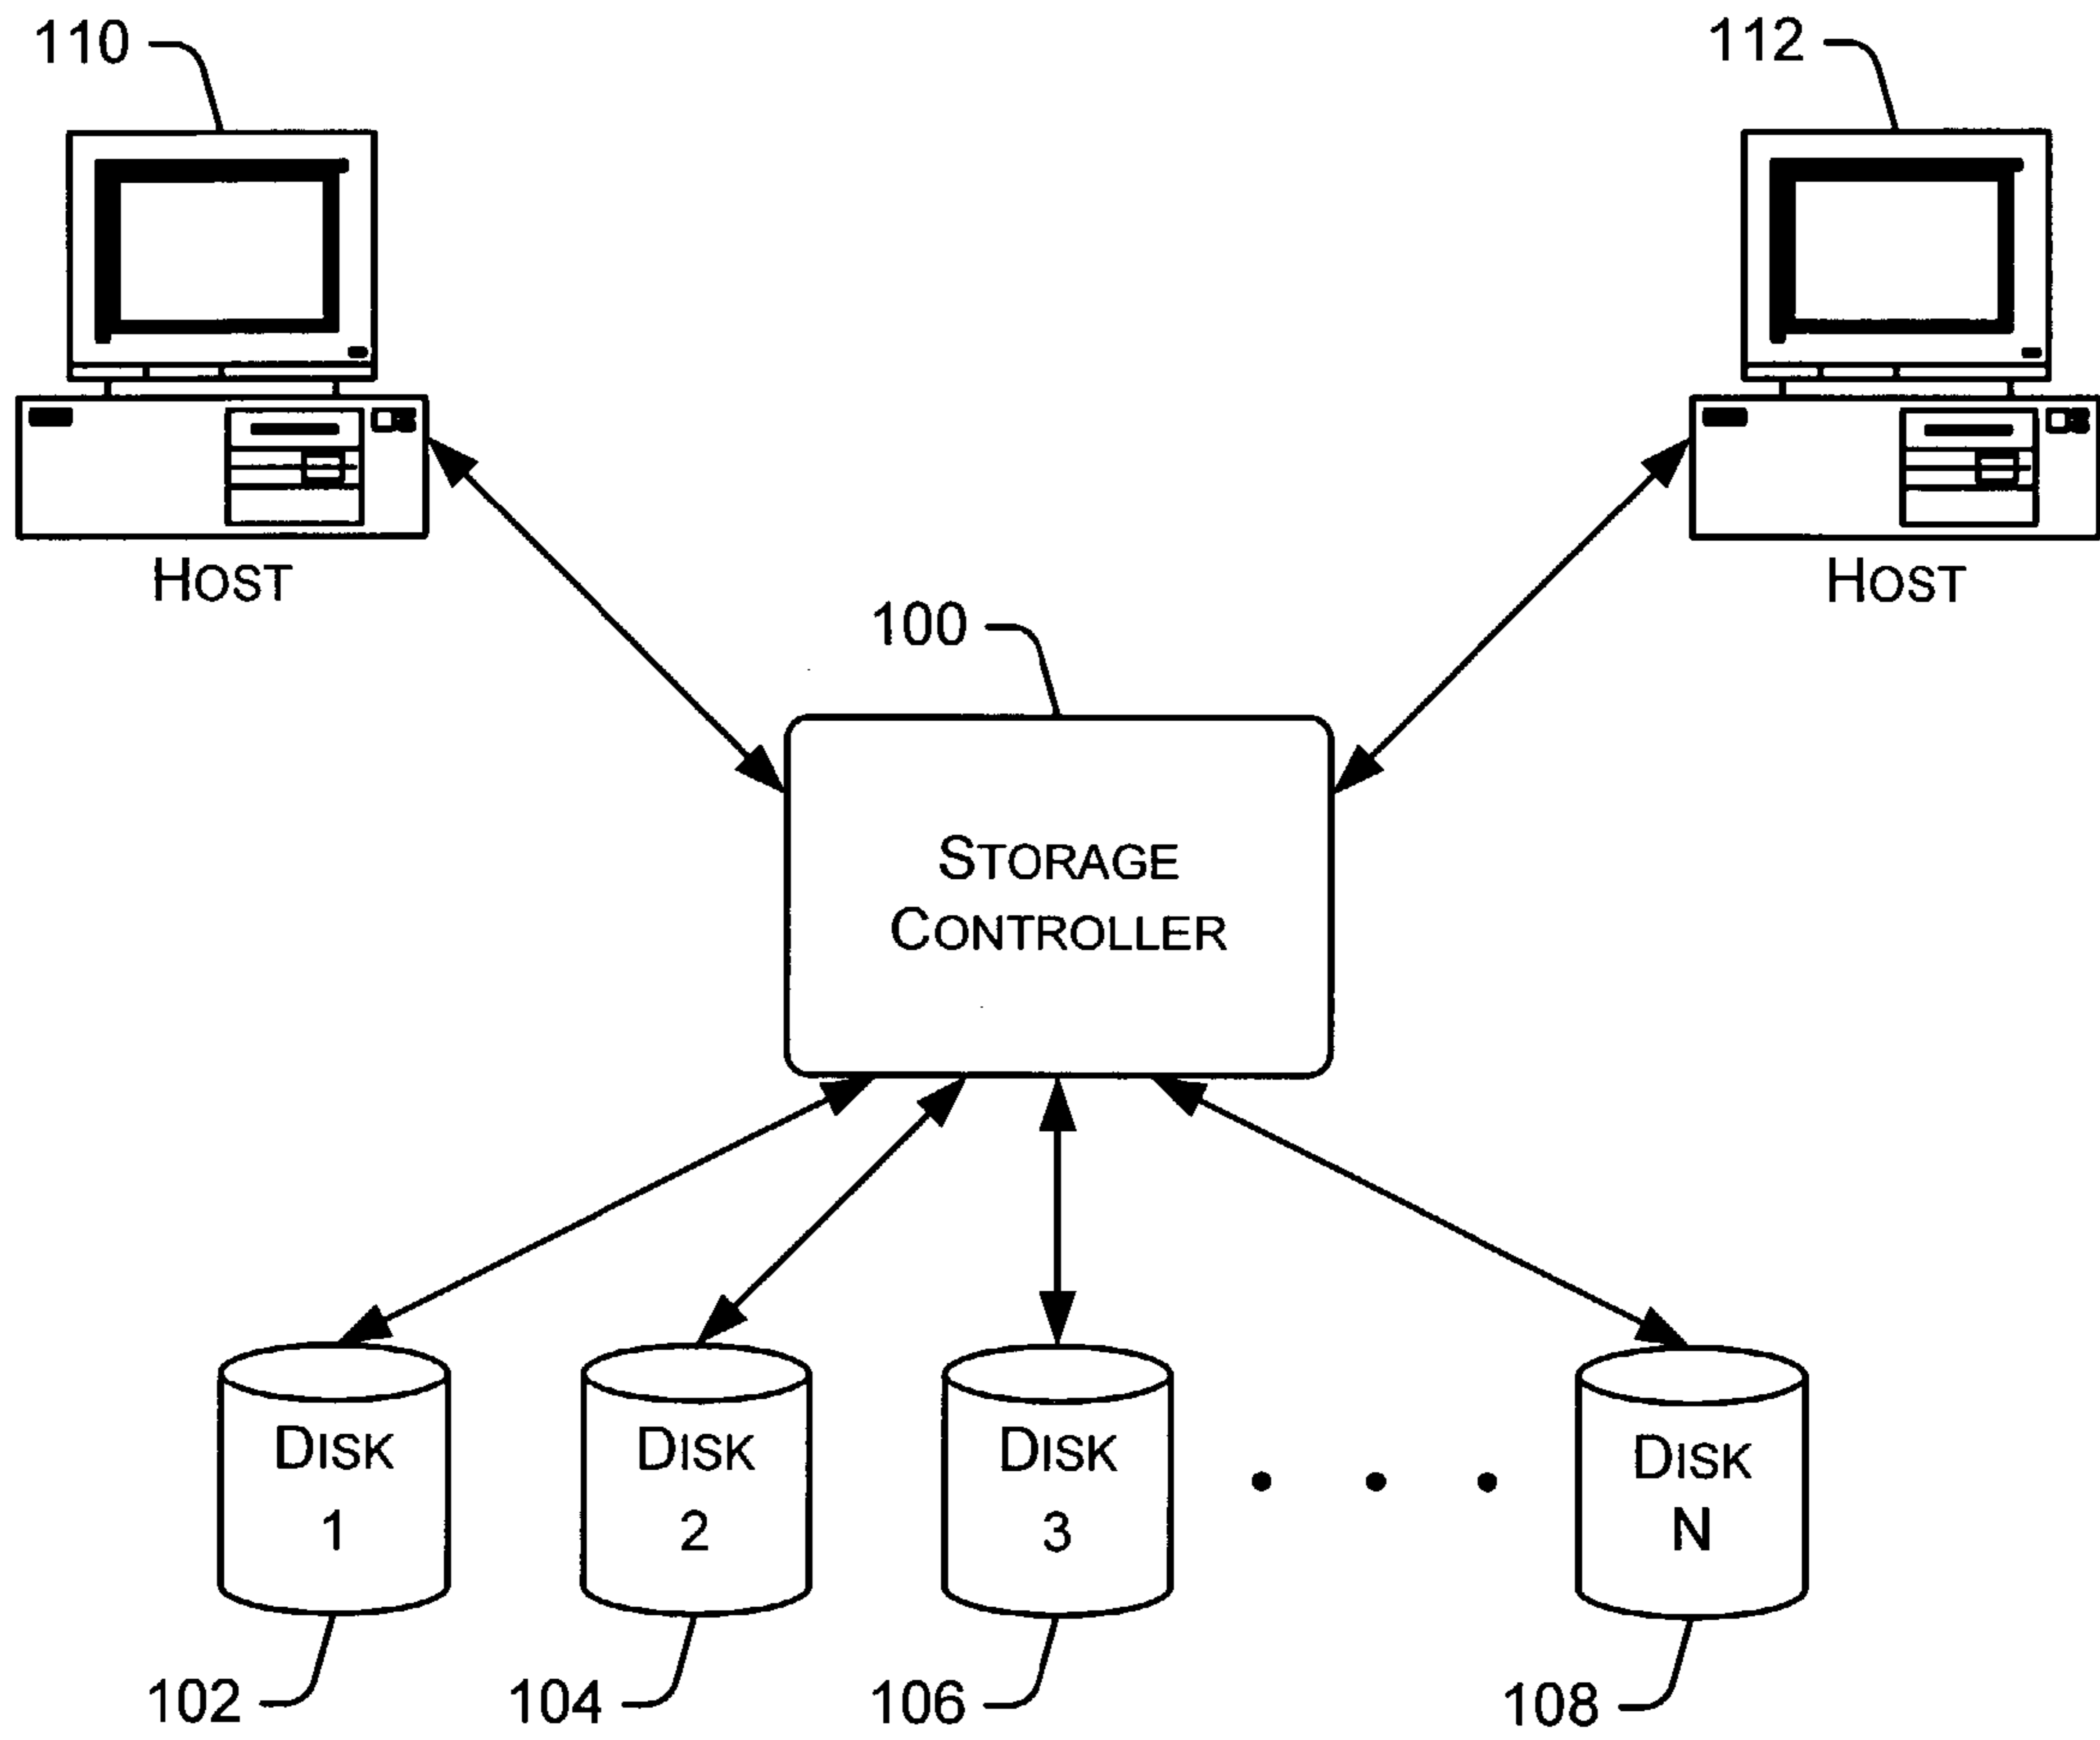 110
112
HOST
HOST
100
STORAGE
CONTROLLER
DISK
1
DISK
2
DISK
3
DISK
N
102
104
106
108